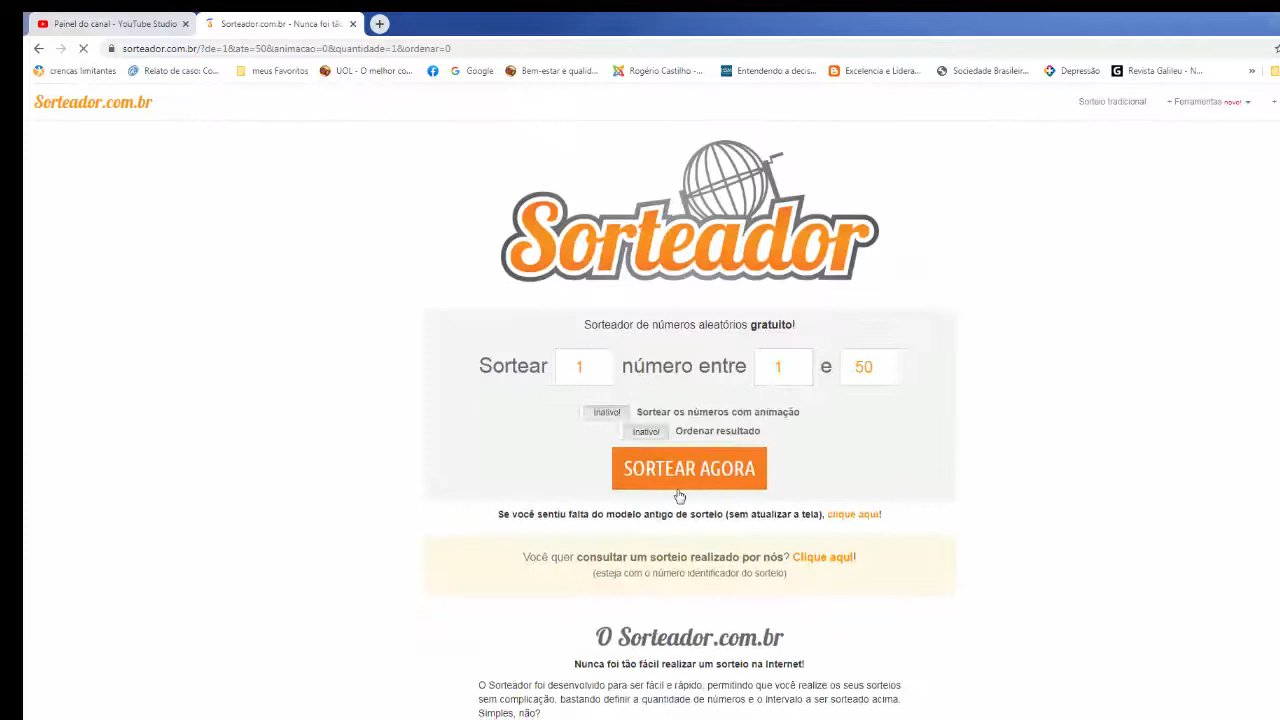 Painel do canal - YouTube Studio
Sorteador.com.br - Nunca foi tã
sorteador.com.br/?de=1&ate=50&animacao=0&quantidade=1&ordenar=0
crencas limitantes
Relato de caso: Co...
meus Favoritos
UOL - O melhor co...
Google
Bem-estar e qualid...
Rogério Castilho -...
Entendendo a decis...
Excelencia e Lidera...
Sociedade Brasileir...
Depressão
Revista Galileu - N...
»
Sorteador.com.br
Sorteio tradicional
+ Ferramentas novo!
Sorteador
Sorteador de números aleatórios gratuito!
Sortear 1 número entre 1 e 50
Inativo! Sortear os números com animação
Inativo! Ordenar resultado
SORTEAR AGORA
Se você sentiu falta do modelo antigo de sorteio (sem atualizar a tela), clique aqui!
Você quer consultar um sorteio realizado por nós? Clique aqui!
(esteja com o número identificador do sorteio)
O Sorteador.com.br
Nunca foi tão fácil realizar um sorteio na Internet!
O Sorteador foi desenvolvido para ser fácil e rápido, permitindo que você realize os seus sorteios
sem complicação, bastando definir a quantidade de números e o intervalo a ser sorteado acima.
Simples, não?